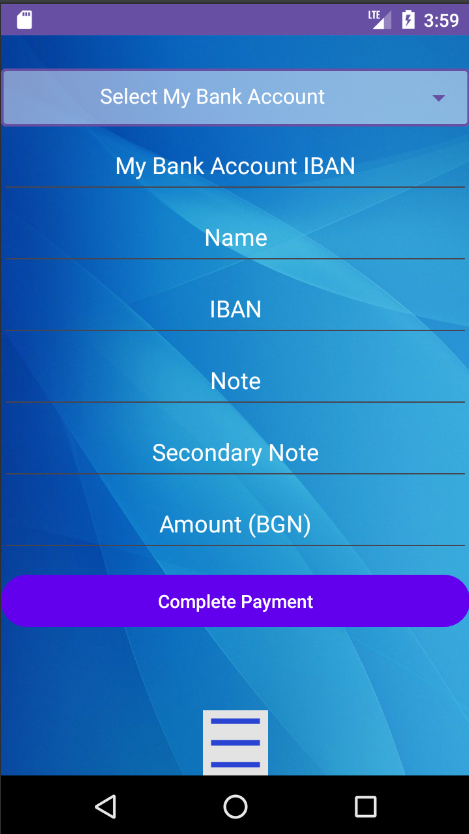 LTE 3:59
Select My Bank Account
My Bank Account IBAN
Name
IBAN
Note
Secondary Note
Amount (BGN)
Complete Payment